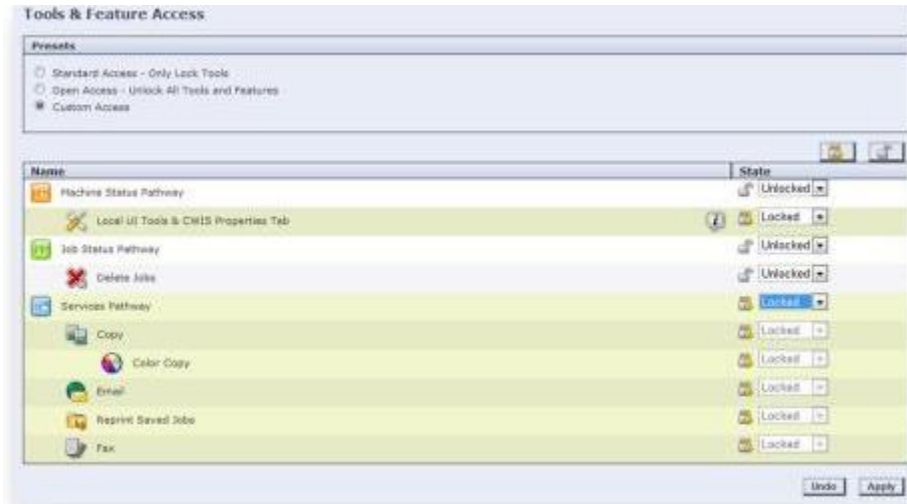 Tools & Feature Access
Presets
Standard Access - Only Lock Tools
Open Access - Unlock All Tools and Features
Custom Access
Name State
Machine Status Pathway Unlocked
Local UI Tools & CWIS Properties Tab i Locked
Job Status Pathway Unlocked
Delete Jobs Unlocked
Services Pathway Locked
Copy Locked
Color Copy Locked
Email Locked
Reprint Saved Jobs Locked
Fax Locked
Undo Apply